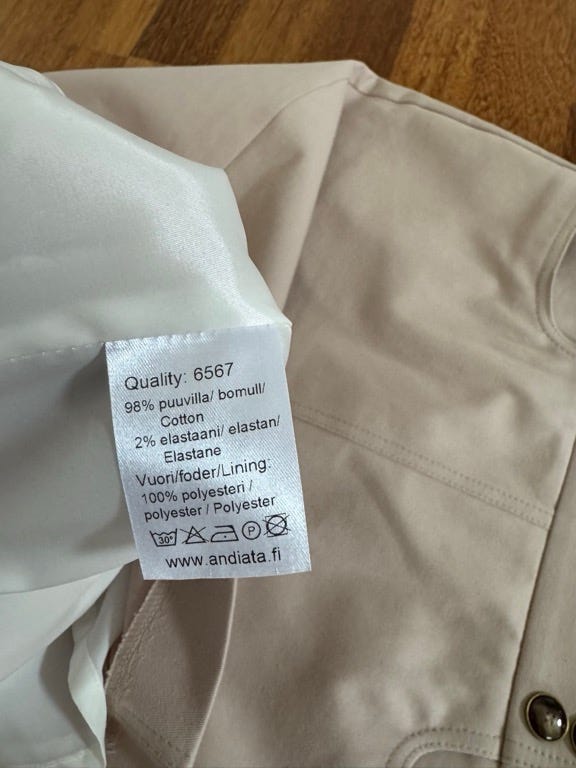 Quality: 6567
98% puuvilla/ bomull/
Cotton
2% elastaani/ elastan/
Elastane
Vuori/foder/Lining:
100% polyesteri /
polyester / Polyester
30° P
www.andiata.fi